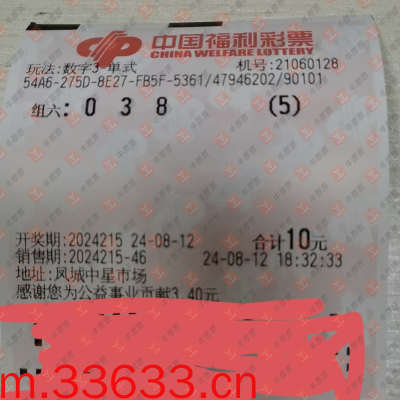 中国福利彩票
CHINA WELFARE LOTTERY
玩法:数字3 单式 机号:21060128
54A6-275D-8E27-FB5F-5361/47946202/90101
组六: 0 3 8 (5)
开奖期:2024215 24-08-12 合计10元
销售期:2024215-46 24-08-12 18:32:33
地址:凤城中星市场
感谢您为公益事业贡献3.40元
m.33633.cn